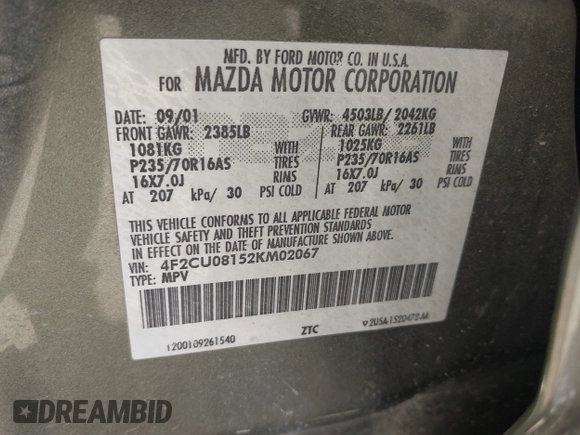 MFD. BY FORD MOTOR CO. IN U.S.A.
FOR MAZDA MOTOR CORPORATION
DATE: 09/01 GVWR: 4503LB/ 2042KG
FRONT GAWR: 2385LB REAR GAWR: 2261LB
1081KG WITH 1025KG WITH
P235/70R16AS TIRES P235/70R16AS TIRES
16X7.0J RIMS 16X7.0J RIMS
AT 207 kPa/ 30 PSI COLD AT 207 kPa/ 30 PSI COLD
THIS VEHICLE CONFORMS TO ALL APPLICABLE FEDERAL MOTOR
VEHICLE SAFETY AND THEFT PREVENTION STANDARDS
IN EFFECT ON THE DATE OF MANUFACTURE SHOWN ABOVE.
VIN: 4F2CU08152KM02067
TYPE: MPV
1200109261540 ZTC V2USA-1520472-AA
DREAMBID